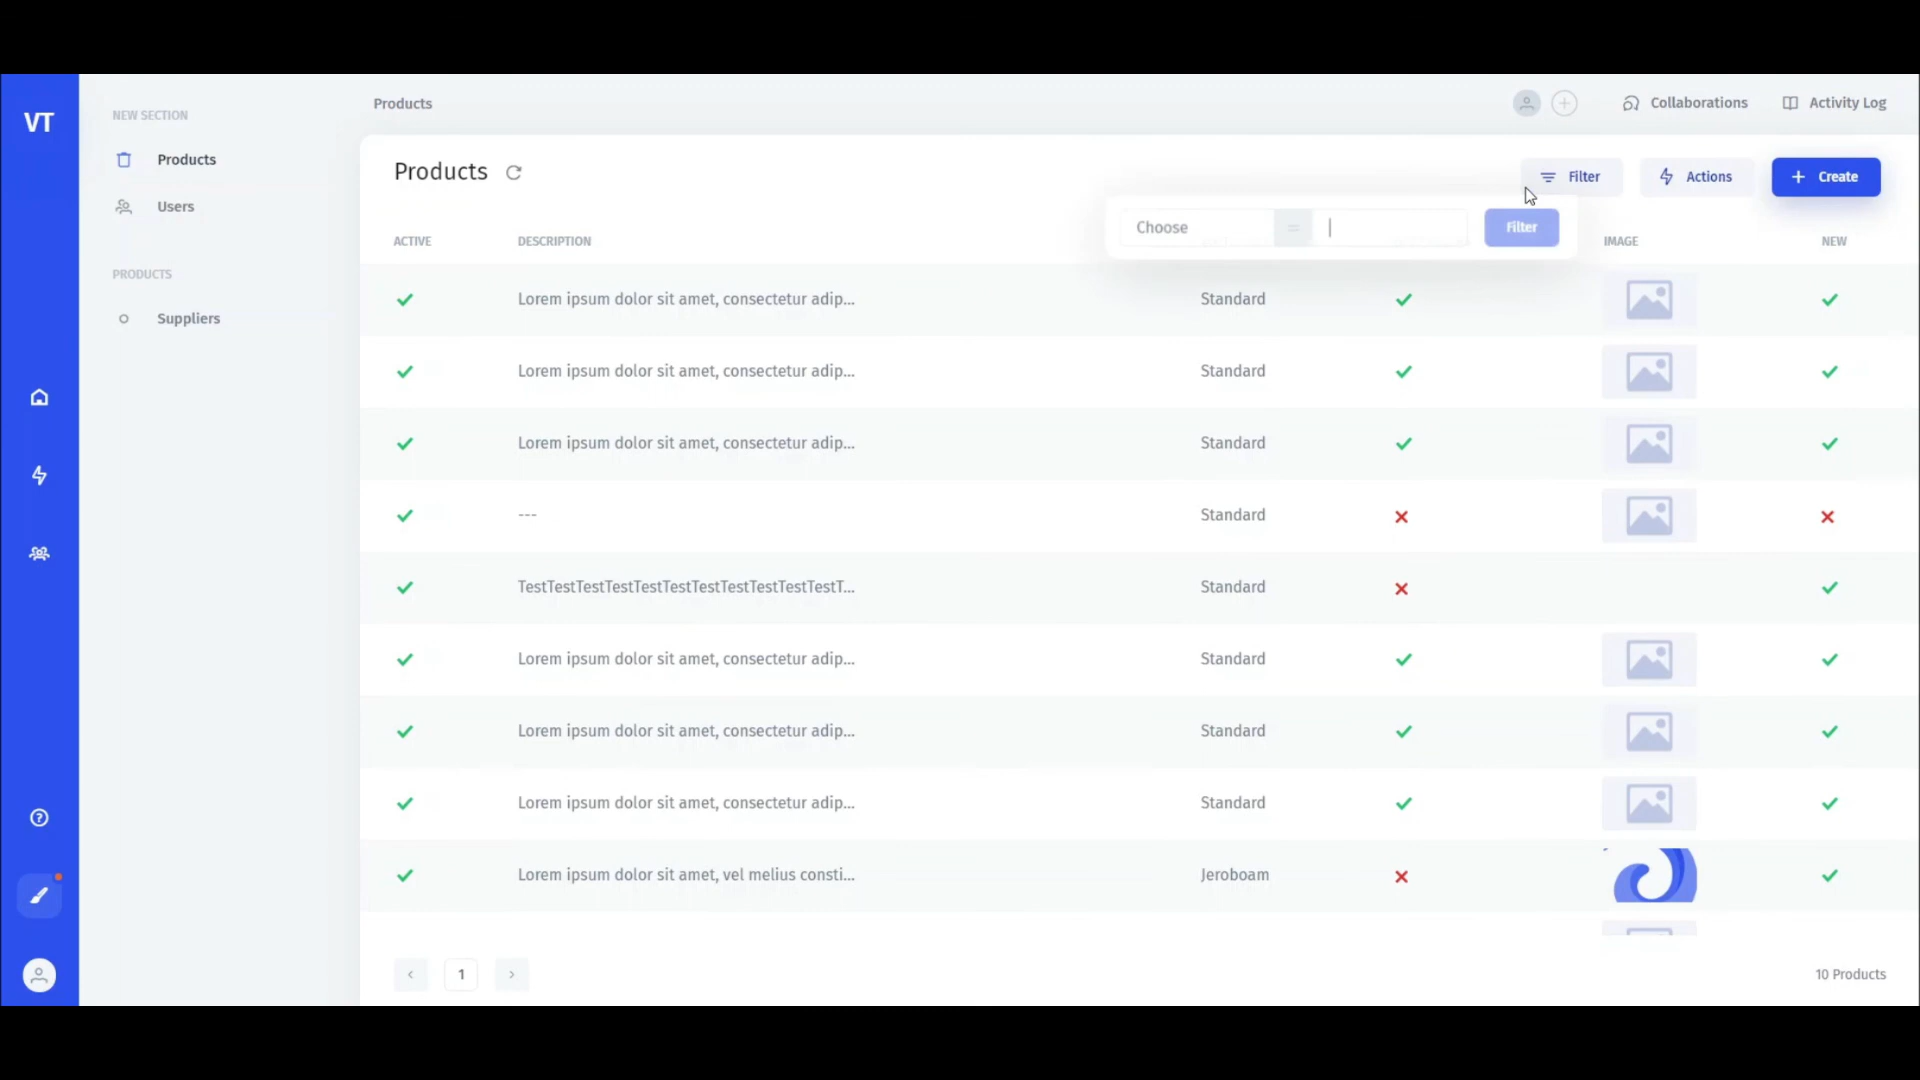 VT
NEW SECTION
Products
Users
PRODUCTS
Suppliers
Products
Collaborations
Activity Log
Products
Filter
Actions
+ Create
Choose
=
Filter
ACTIVE
DESCRIPTION
IMAGE
NEW
Lorem ipsum dolor sit amet, consectetur adip...
Standard
Lorem ipsum dolor sit amet, consectetur adip...
Standard
Lorem ipsum dolor sit amet, consectetur adip...
Standard
---
Standard
TestTestTestTestTestTestTestTestTestTestTestT...
Standard
Lorem ipsum dolor sit amet, consectetur adip...
Standard
Lorem ipsum dolor sit amet, consectetur adip...
Standard
Lorem ipsum dolor sit amet, consectetur adip...
Standard
Lorem ipsum dolor sit amet, vel melius consti...
Jeroboam
1
10 Products